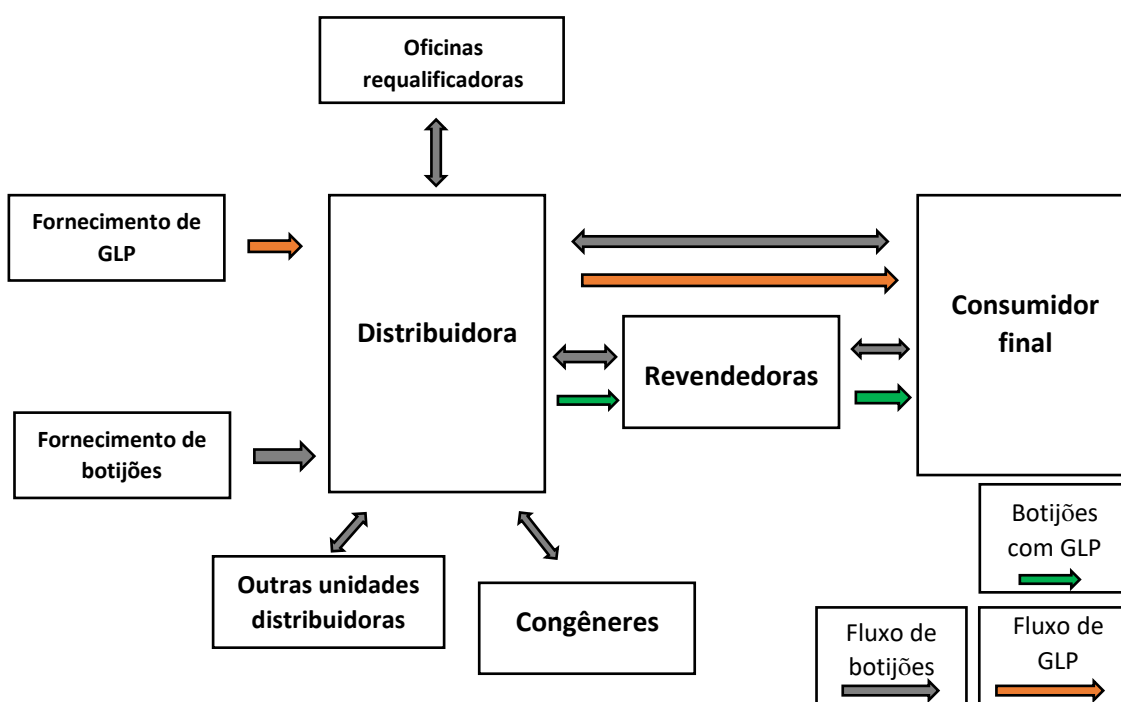 Oficinas
requalificadoras
Fornecimento de
GLP
Distribuidora
Consumidor
final
Revendedoras
Fornecimento de
botijões
Outras unidades
distribuidoras
Congêneres
Botijões
com GLP
Fluxo de
botijões
Fluxo de
GLP